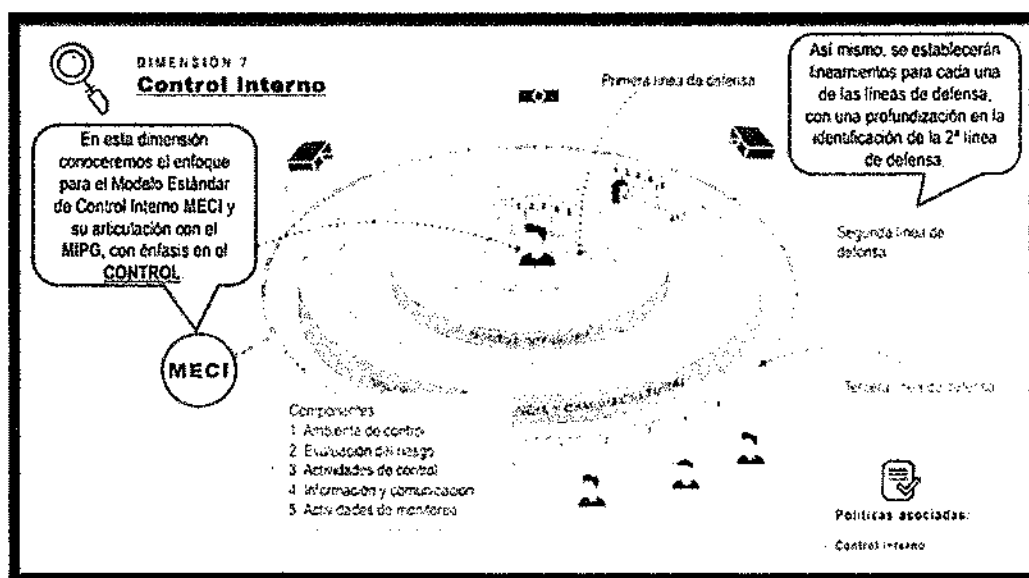 DIMENSIÓN 7
Control Interno
En esta dimensión
conoceremos el enfoque
para el Modelo Estándar
de Control Interno MECI y
su articulación con el
MIPG, con énfasis en el
CONTROL
MECI
Primera línea de defensa
Así mismo, se establecerán
lineamientos para cada una
de las líneas de defensa,
con una profundización en la
identificación de la 2ª línea
de defensa
Segunda línea de
defensa
Tercera línea de defensa
Componentes
1 Ambiente de control
2 Evaluación del riesgo
3 Actividades de control
4 Información y comunicación
5 Actividades de monitoreo
Políticas asociadas:
- Control interno